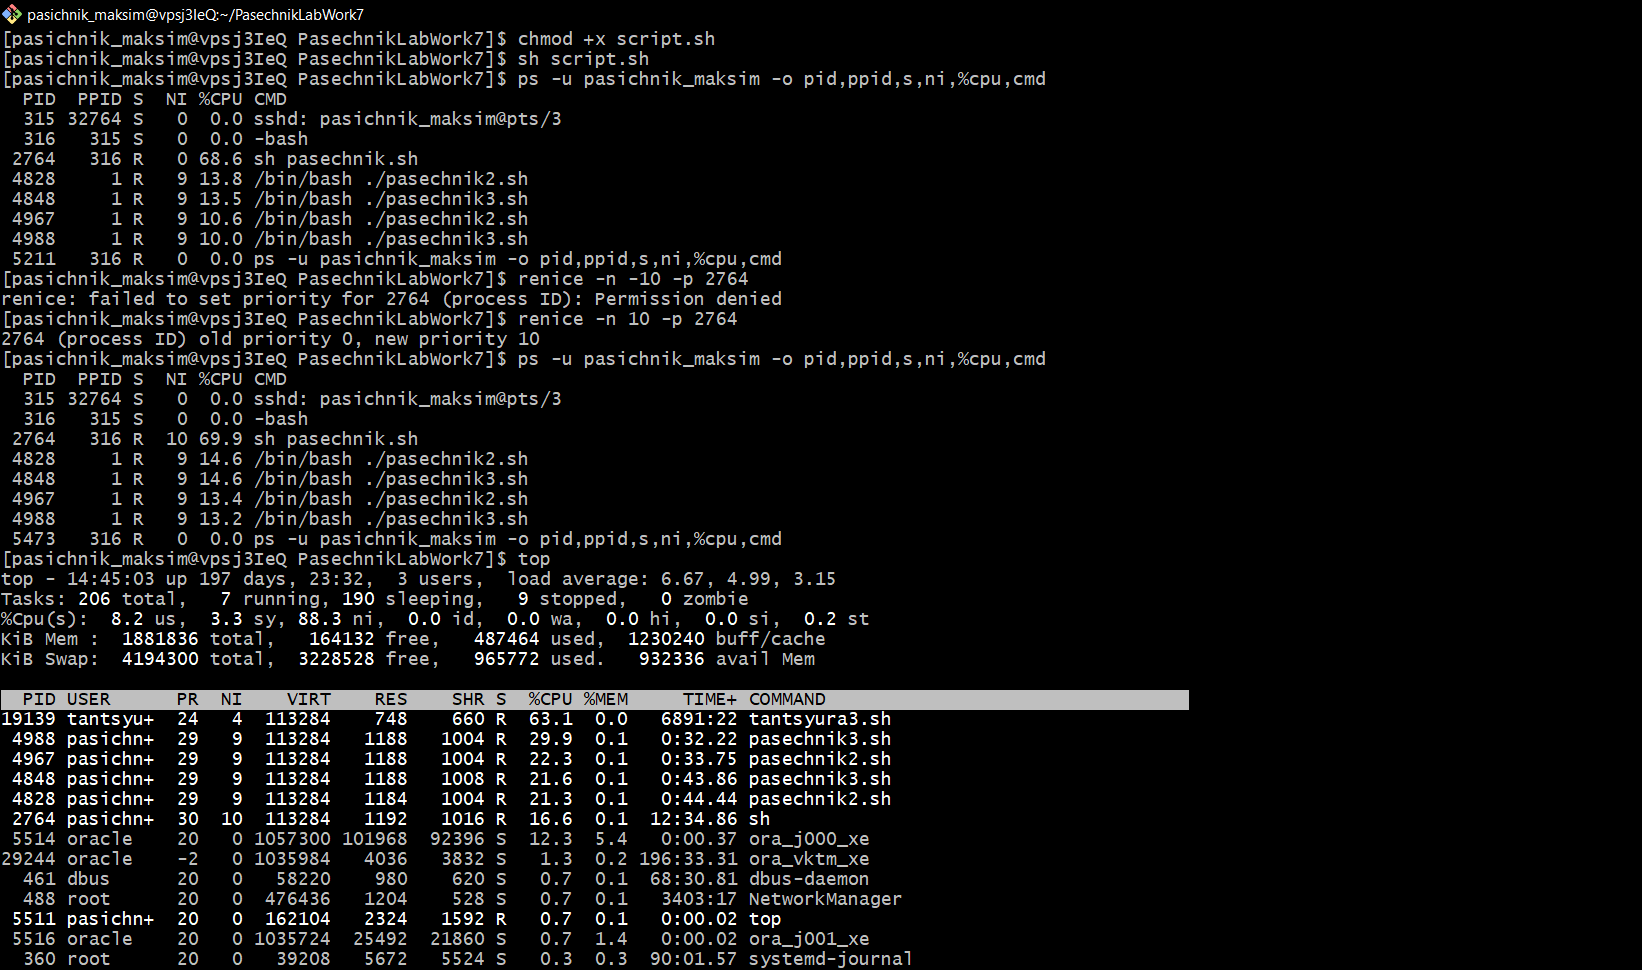 pasichnik_maksim@vpsj3IeQ:~/PasechnikLabWork7
[pasichnik_maksim@vpsj3IeQ PasechnikLabWork7]$ chmod +x script.sh
[pasichnik_maksim@vpsj3IeQ PasechnikLabWork7]$ sh script.sh
[pasichnik_maksim@vpsj3IeQ PasechnikLabWork7]$ ps -u pasichnik_maksim -o pid,ppid,s,ni,%cpu,cmd
  PID  PPID S  NI %CPU CMD
  315 32764 S   0  0.0 sshd: pasichnik_maksim@pts/3
  316   315 S   0  0.0 -bash
 2764   316 R   0 68.6 sh pasechnik.sh
 4828     1 R   9 13.8 /bin/bash ./pasechnik2.sh
 4848     1 R   9 13.5 /bin/bash ./pasechnik3.sh
 4967     1 R   9 10.6 /bin/bash ./pasechnik2.sh
 4988     1 R   9 10.0 /bin/bash ./pasechnik3.sh
 5211   316 R   0  0.0 ps -u pasichnik_maksim -o pid,ppid,s,ni,%cpu,cmd
[pasichnik_maksim@vpsj3IeQ PasechnikLabWork7]$ renice -n -10 -p 2764
renice: failed to set priority for 2764 (process ID): Permission denied
[pasichnik_maksim@vpsj3IeQ PasechnikLabWork7]$ renice -n 10 -p 2764
2764 (process ID) old priority 0, new priority 10
[pasichnik_maksim@vpsj3IeQ PasechnikLabWork7]$ ps -u pasichnik_maksim -o pid,ppid,s,ni,%cpu,cmd
  PID  PPID S  NI %CPU CMD
  315 32764 S   0  0.0 sshd: pasichnik_maksim@pts/3
  316   315 S   0  0.0 -bash
 2764   316 R  10 69.9 sh pasechnik.sh
 4828     1 R   9 14.6 /bin/bash ./pasechnik2.sh
 4848     1 R   9 14.6 /bin/bash ./pasechnik3.sh
 4967     1 R   9 13.4 /bin/bash ./pasechnik2.sh
 4988     1 R   9 13.2 /bin/bash ./pasechnik3.sh
 5473   316 R   0  0.0 ps -u pasichnik_maksim -o pid,ppid,s,ni,%cpu,cmd
[pasichnik_maksim@vpsj3IeQ PasechnikLabWork7]$ top
top - 14:45:03 up 197 days, 23:32,  3 users,  load average: 6.67, 4.99, 3.15
Tasks: 206 total,   7 running, 190 sleeping,   9 stopped,   0 zombie
%Cpu(s):  8.2 us,  3.3 sy, 88.3 ni,  0.0 id,  0.0 wa,  0.0 hi,  0.0 si,  0.2 st
KiB Mem :  1881836 total,   164132 free,   487464 used,  1230240 buff/cache
KiB Swap:  4194300 total,  3228528 free,   965772 used.   932336 avail Mem
  PID USER      PR  NI    VIRT    RES    SHR S  %CPU %MEM     TIME+ COMMAND
19139 tantsyu+  24   4  113284    748    660 R  63.1  0.0   6891:22 tantsyura3.sh
 4988 pasichn+  29   9  113284   1188   1004 R  29.9  0.1   0:32.22 pasechnik3.sh
 4967 pasichn+  29   9  113284   1188   1004 R  22.3  0.1   0:33.75 pasechnik2.sh
 4848 pasichn+  29   9  113284   1188   1008 R  21.6  0.1   0:43.86 pasechnik3.sh
 4828 pasichn+  29   9  113284   1184   1004 R  21.3  0.1   0:44.44 pasechnik2.sh
 2764 pasichn+  30  10  113284   1192   1016 R  16.6  0.1  12:34.86 sh
 5514 oracle    20   0 1057300 101968  92396 S  12.3  5.4   0:00.37 ora_j000_xe
29244 oracle    -2   0 1035984   4036   3832 S   1.3  0.2 196:33.31 ora_vktm_xe
  461 dbus      20   0   58220    980    620 S   0.7  0.1  68:30.81 dbus-daemon
  488 root      20   0  476436   1204    528 S   0.7  0.1   3403:17 NetworkManager
 5511 pasichn+  20   0  162104   2324   1592 R   0.7  0.1   0:00.02 top
 5516 oracle    20   0 1035724  25492  21860 S   0.7  1.4   0:00.02 ora_j001_xe
  360 root      20   0   39208   5672   5524 S   0.3  0.3  90:01.57 systemd-journal